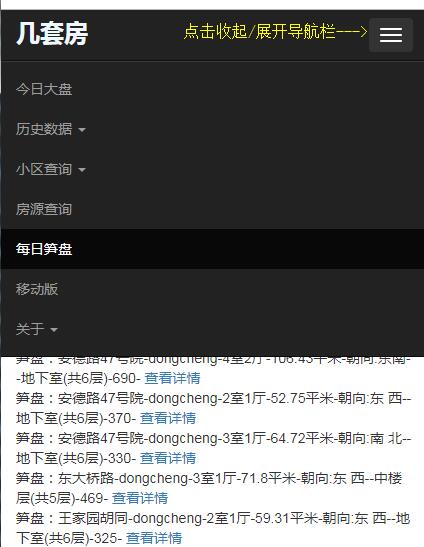 几套房
点击收起/展开导航栏--->
今日大盘
历史数据
小区查询
房源查询
每日笋盘
移动版
关于
笋盘：安德路47号院-dongcheng-4室2厅-106.43平米-朝向:东南-
-地下室(共6层)-690- 查看详情
笋盘：安德路47号院-dongcheng-2室1厅-52.75平米-朝向:东 西--
地下室(共6层)-370- 查看详情
笋盘：安德路47号院-dongcheng-3室1厅-64.72平米-朝向:南 北--
地下室(共6层)-330- 查看详情
笋盘：东大桥路-dongcheng-3室1厅-71.8平米-朝向:东 西--中楼
层(共5层)-469- 查看详情
笋盘：王家园胡同-dongcheng-2室1厅-59.31平米-朝向:东 西--地
下室(共6层)-325- 查看详情